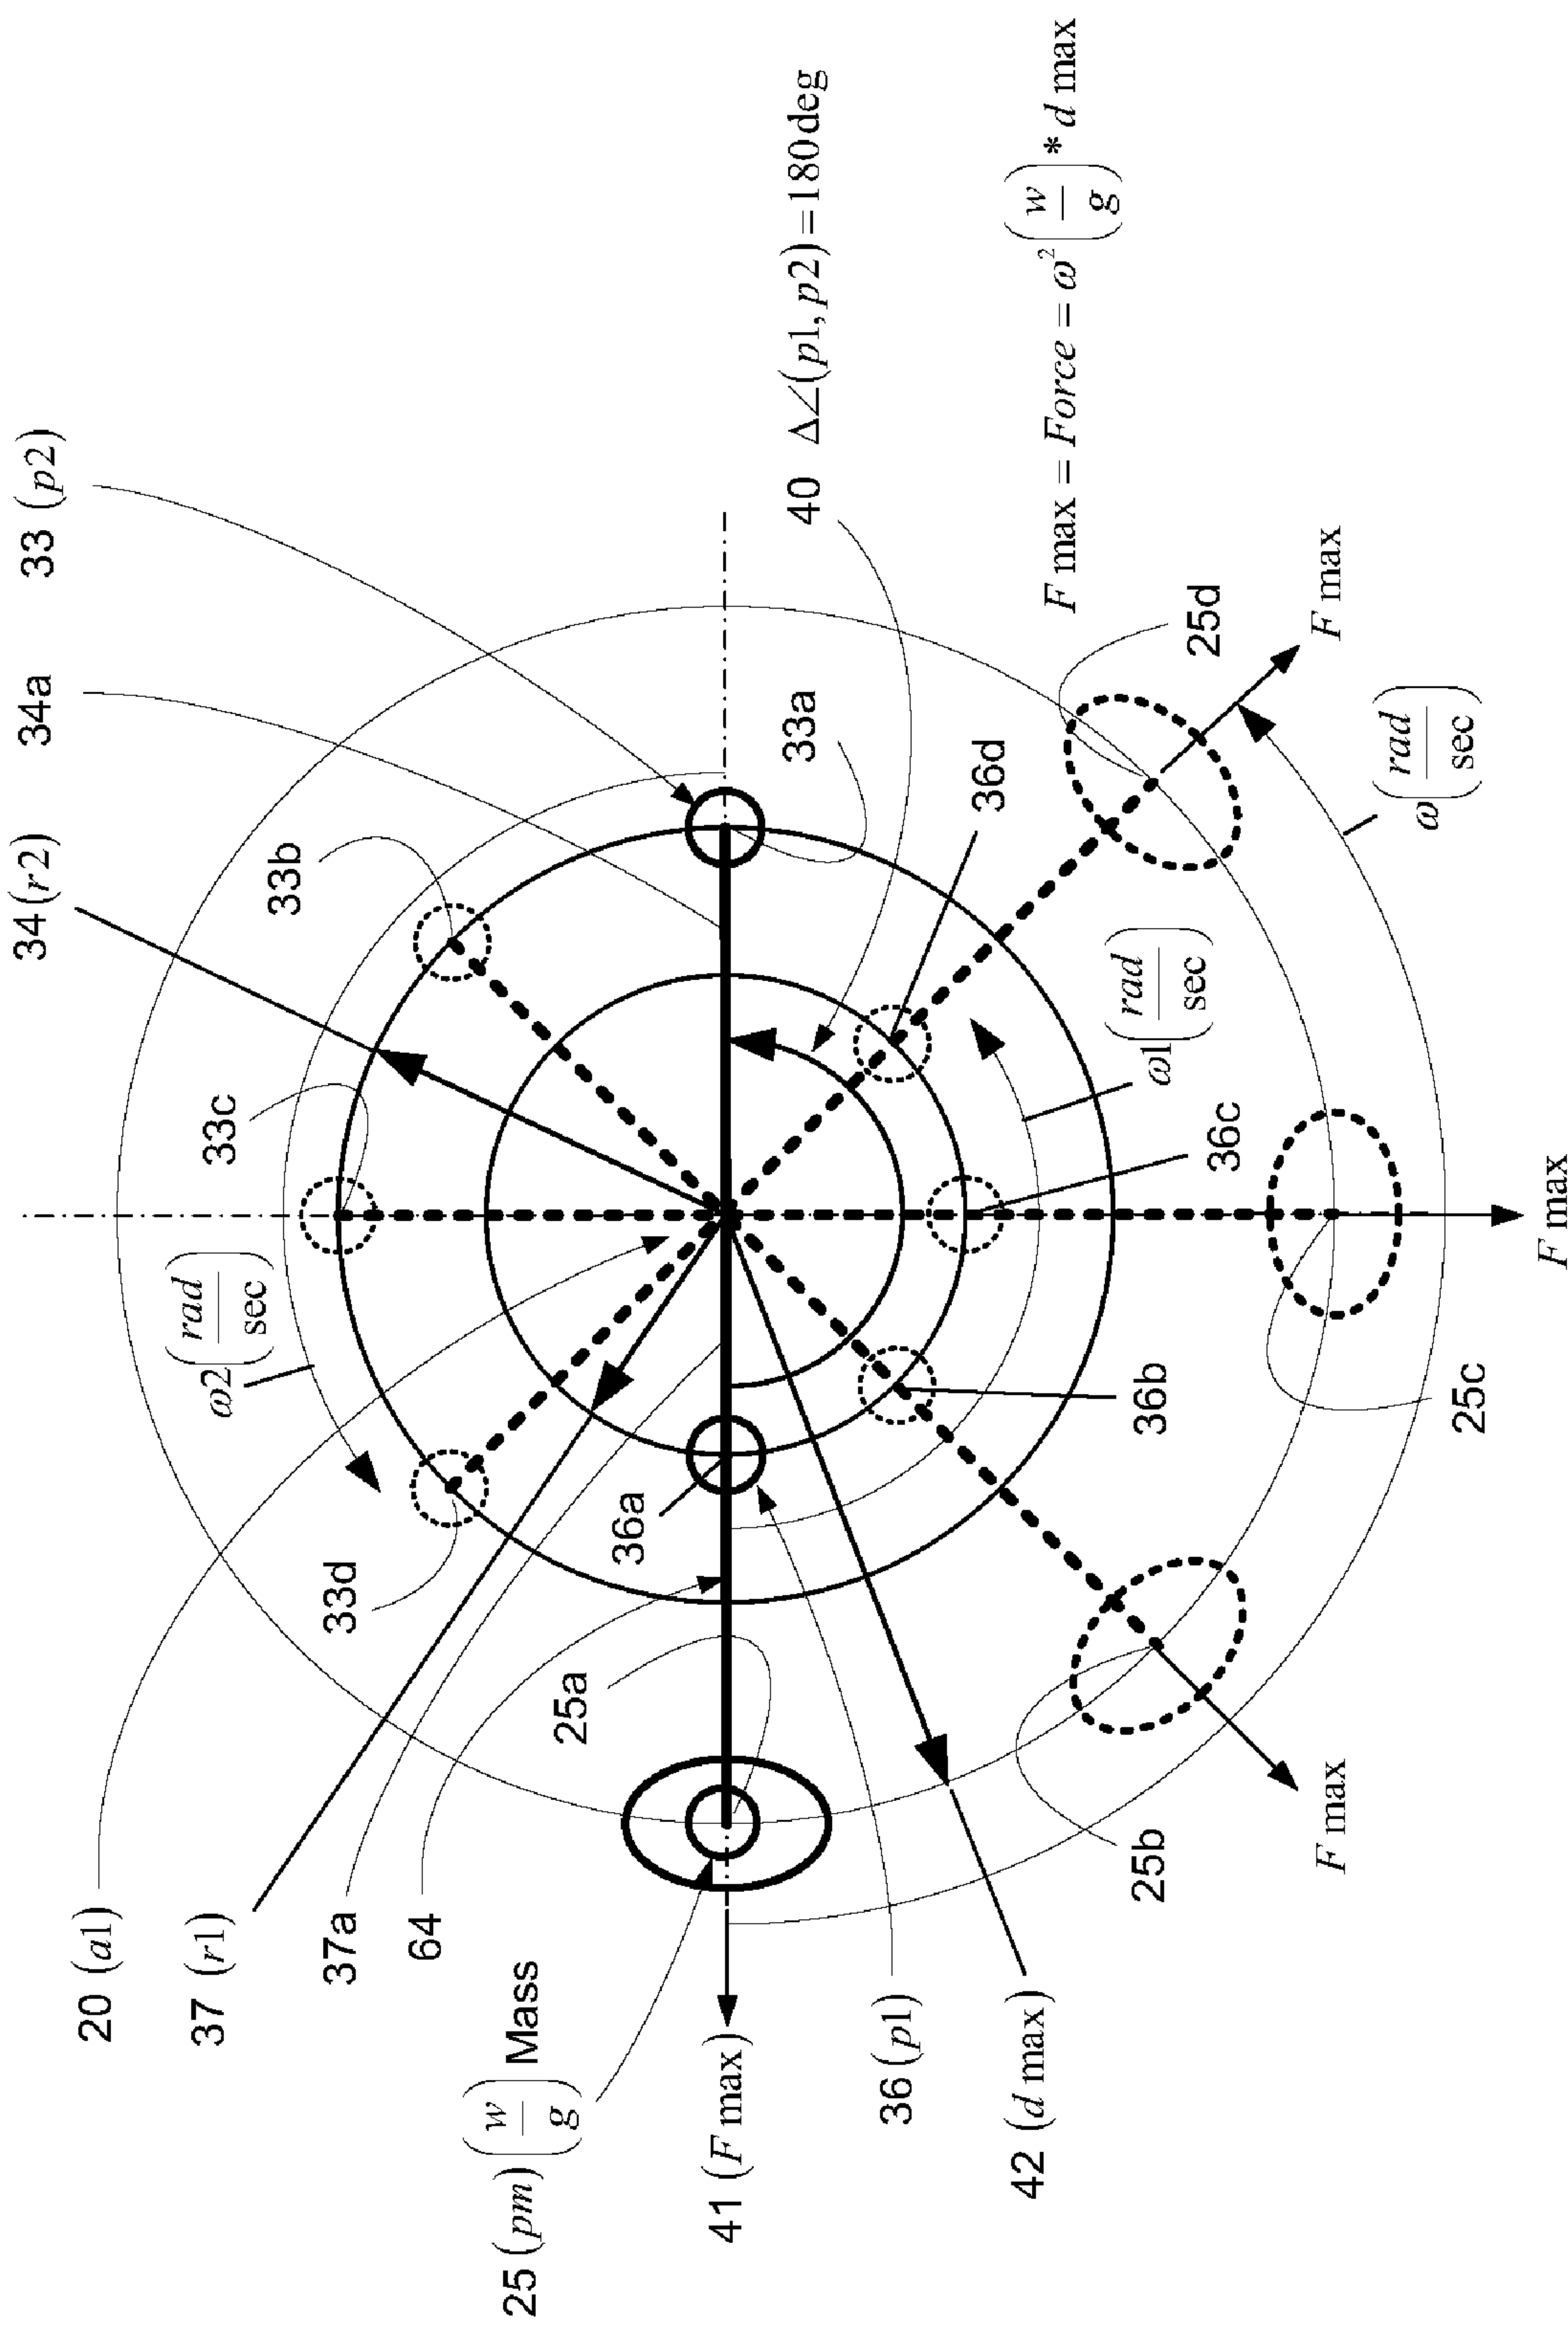 20 (a1)
37 (r1)
37a
64
25 (pm) (w/g) Mass
41 (F max)
36 (p1)
42 (d max)
34 (r2)
34a
33 (p2)
33d
33c
33b
33a
ω2 (rad/sec)
36a
25a
36b
36c
36d
ω1 (rad/sec)
40 Δ∠(p1, p2) = 180 deg
F max = Force = ω² (w/g) * d max
25b
25c
25d
F max
F max
F max
ω (rad/sec)